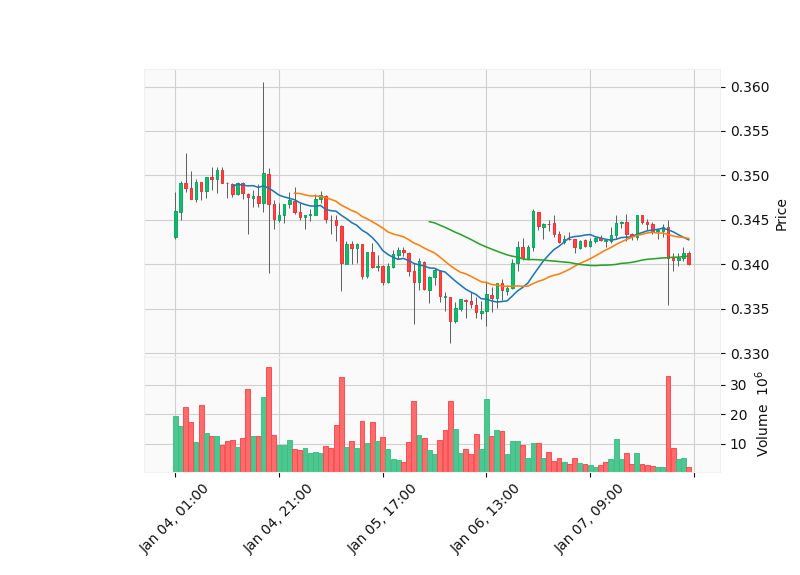 0.360
0.355
0.350
0.345
0.340
0.335
0.330
Price
30
20
10
Volume 10^6
Jan 04, 01:00
Jan 04, 21:00
Jan 05, 17:00
Jan 06, 13:00
Jan 07, 09:00